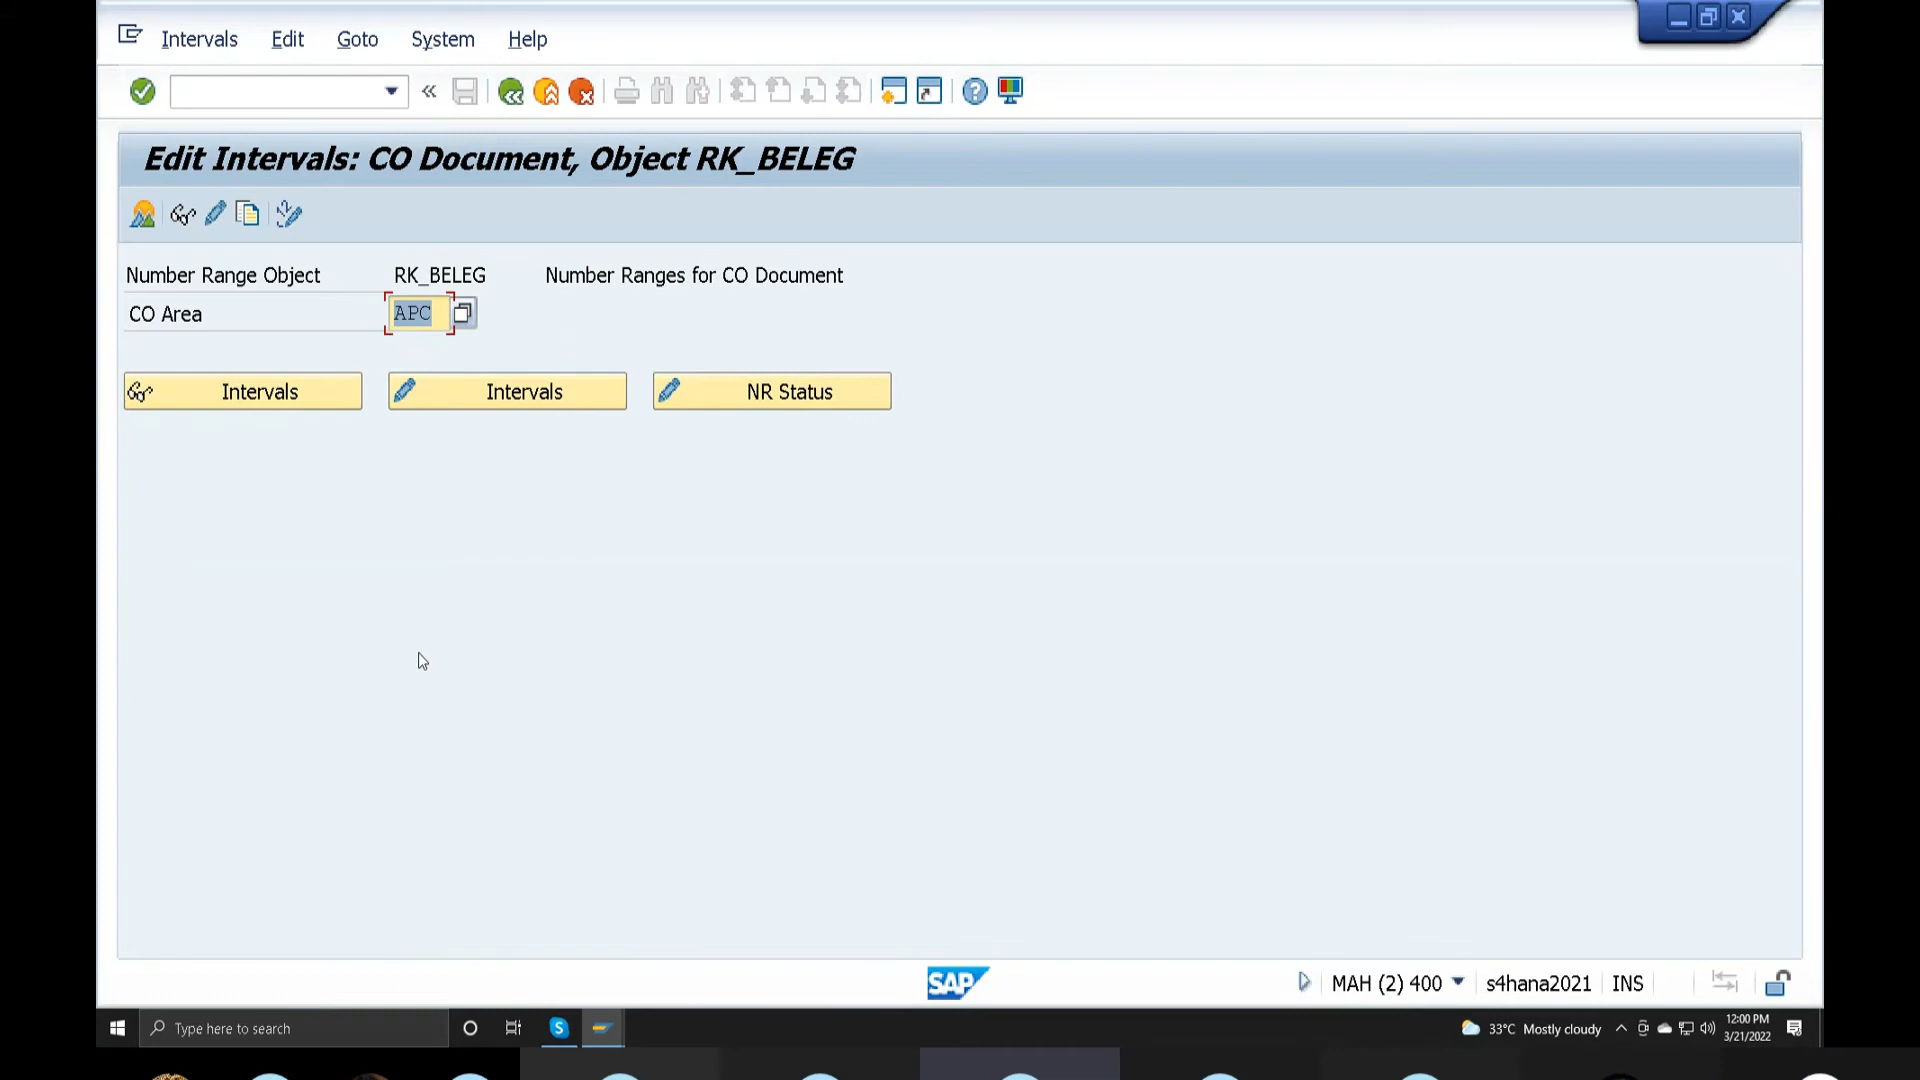 Intervals Edit Goto System Help
Edit Intervals: CO Document, Object RK_BELEG
Number Range Object RK_BELEG Number Ranges for CO Document
CO Area APC
Intervals Intervals NR Status
SAP MAH (2) 400 s4hana2021 INS
Type here to search 33°C Mostly cloudy 12:00 PM
3/21/2022